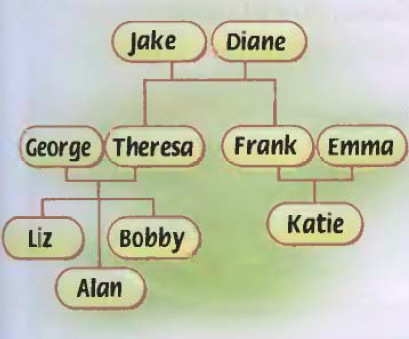 Jake Diane
George Theresa Frank Emma
Liz Bobby Katie
Alan